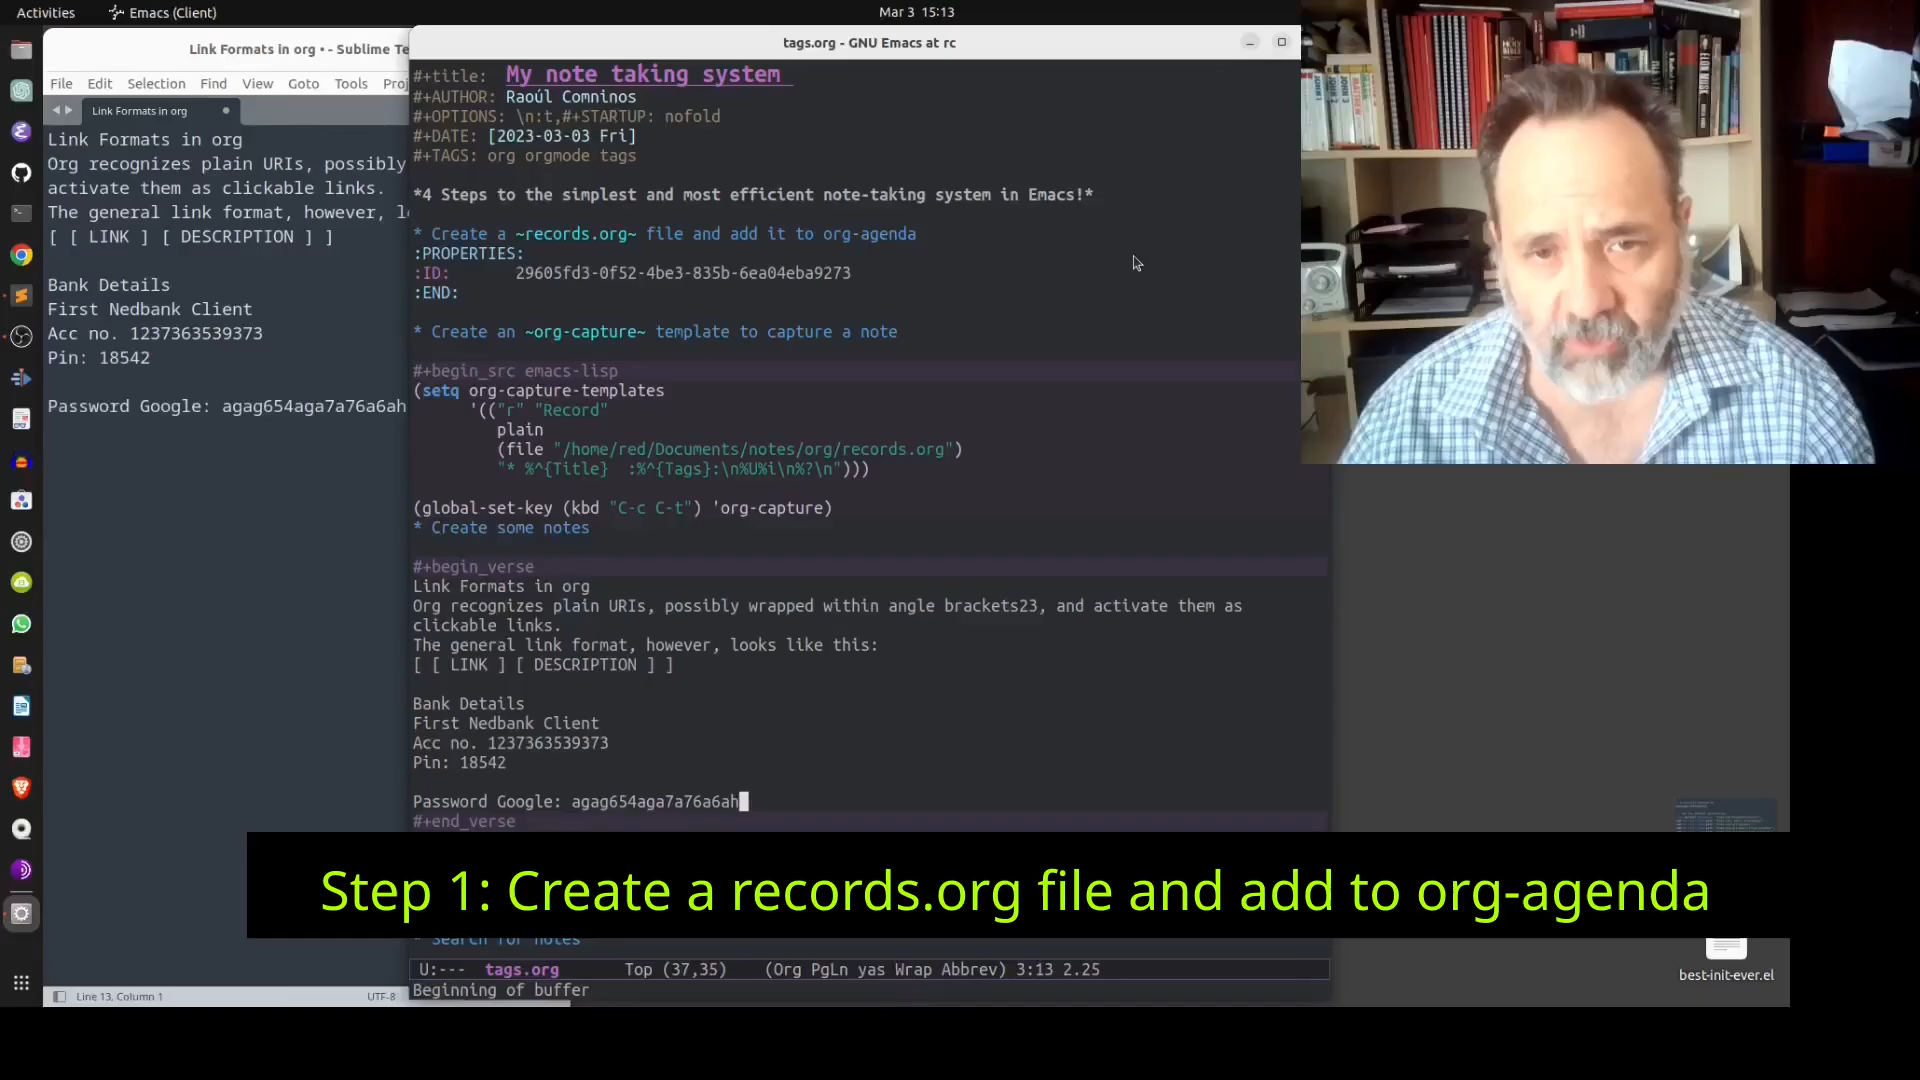 Activities
Emacs (Client)
Mar 3 15:13
Link Formats in org • - Sublime Te
File Edit Selection Find View Goto Tools Proj
Link Formats in org
Link Formats in org
Org recognizes plain URIs, possibly
activate them as clickable links.
The general link format, however, l
[ [ LINK ] [ DESCRIPTION ] ]
Bank Details
First Nedbank Client
Acc no. 1237363539373
Pin: 18542
Password Google: agag654aga7a76a6ah
Line 13, Column 1
UTF-8
tags.org - GNU Emacs at rc
#+title: My note taking system
#+AUTHOR: Raoúl Comninos
#+OPTIONS: \n:t,#+STARTUP: nofold
#+DATE: [2023-03-03 Fri]
#+TAGS: org orgmode tags
*4 Steps to the simplest and most efficient note-taking system in Emacs!*
* Create a ~records.org~ file and add it to org-agenda
:PROPERTIES:
:ID: 29605fd3-0f52-4be3-835b-6ea04eba9273
:END:
* Create an ~org-capture~ template to capture a note
#+begin_src emacs-lisp
(setq org-capture-templates
'(("r" "Record"
plain
(file "/home/red/Documents/notes/org/records.org")
"* %^{Title} :%^{Tags}:\n%U%i\n%?\n")))
(global-set-key (kbd "C-c C-t") 'org-capture)
* Create some notes
#+begin_verse
Link Formats in org
Org recognizes plain URIs, possibly wrapped within angle brackets23, and activate them as
clickable links.
The general link format, however, looks like this:
[ [ LINK ] [ DESCRIPTION ] ]
Bank Details
First Nedbank Client
Acc no. 1237363539373
Pin: 18542
Password Google: agag654aga7a76a6ah
#+end_verse
Step 1: Create a records.org file and add to org-agenda
* Search for notes
U:--- tags.org Top (37,35) (Org PgLn yas Wrap Abbrev) 3:13 2.25
Beginning of buffer
best-init-ever.el